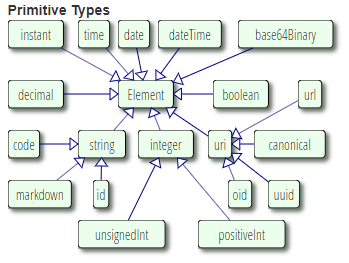 Primitive Types
instant
time
date
dateTime
base64Binary
decimal
Element
boolean
url
code
string
integer
uri
canonical
markdown
id
oid
uuid
unsignedInt
positiveInt